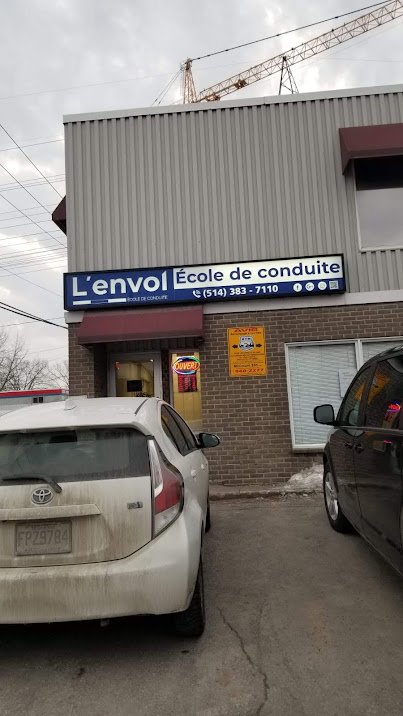 L'envol
ÉCOLE DE CONDUITE
École de conduite
(514) 383 - 7110
OUVERT
AVIS
FPZ9784